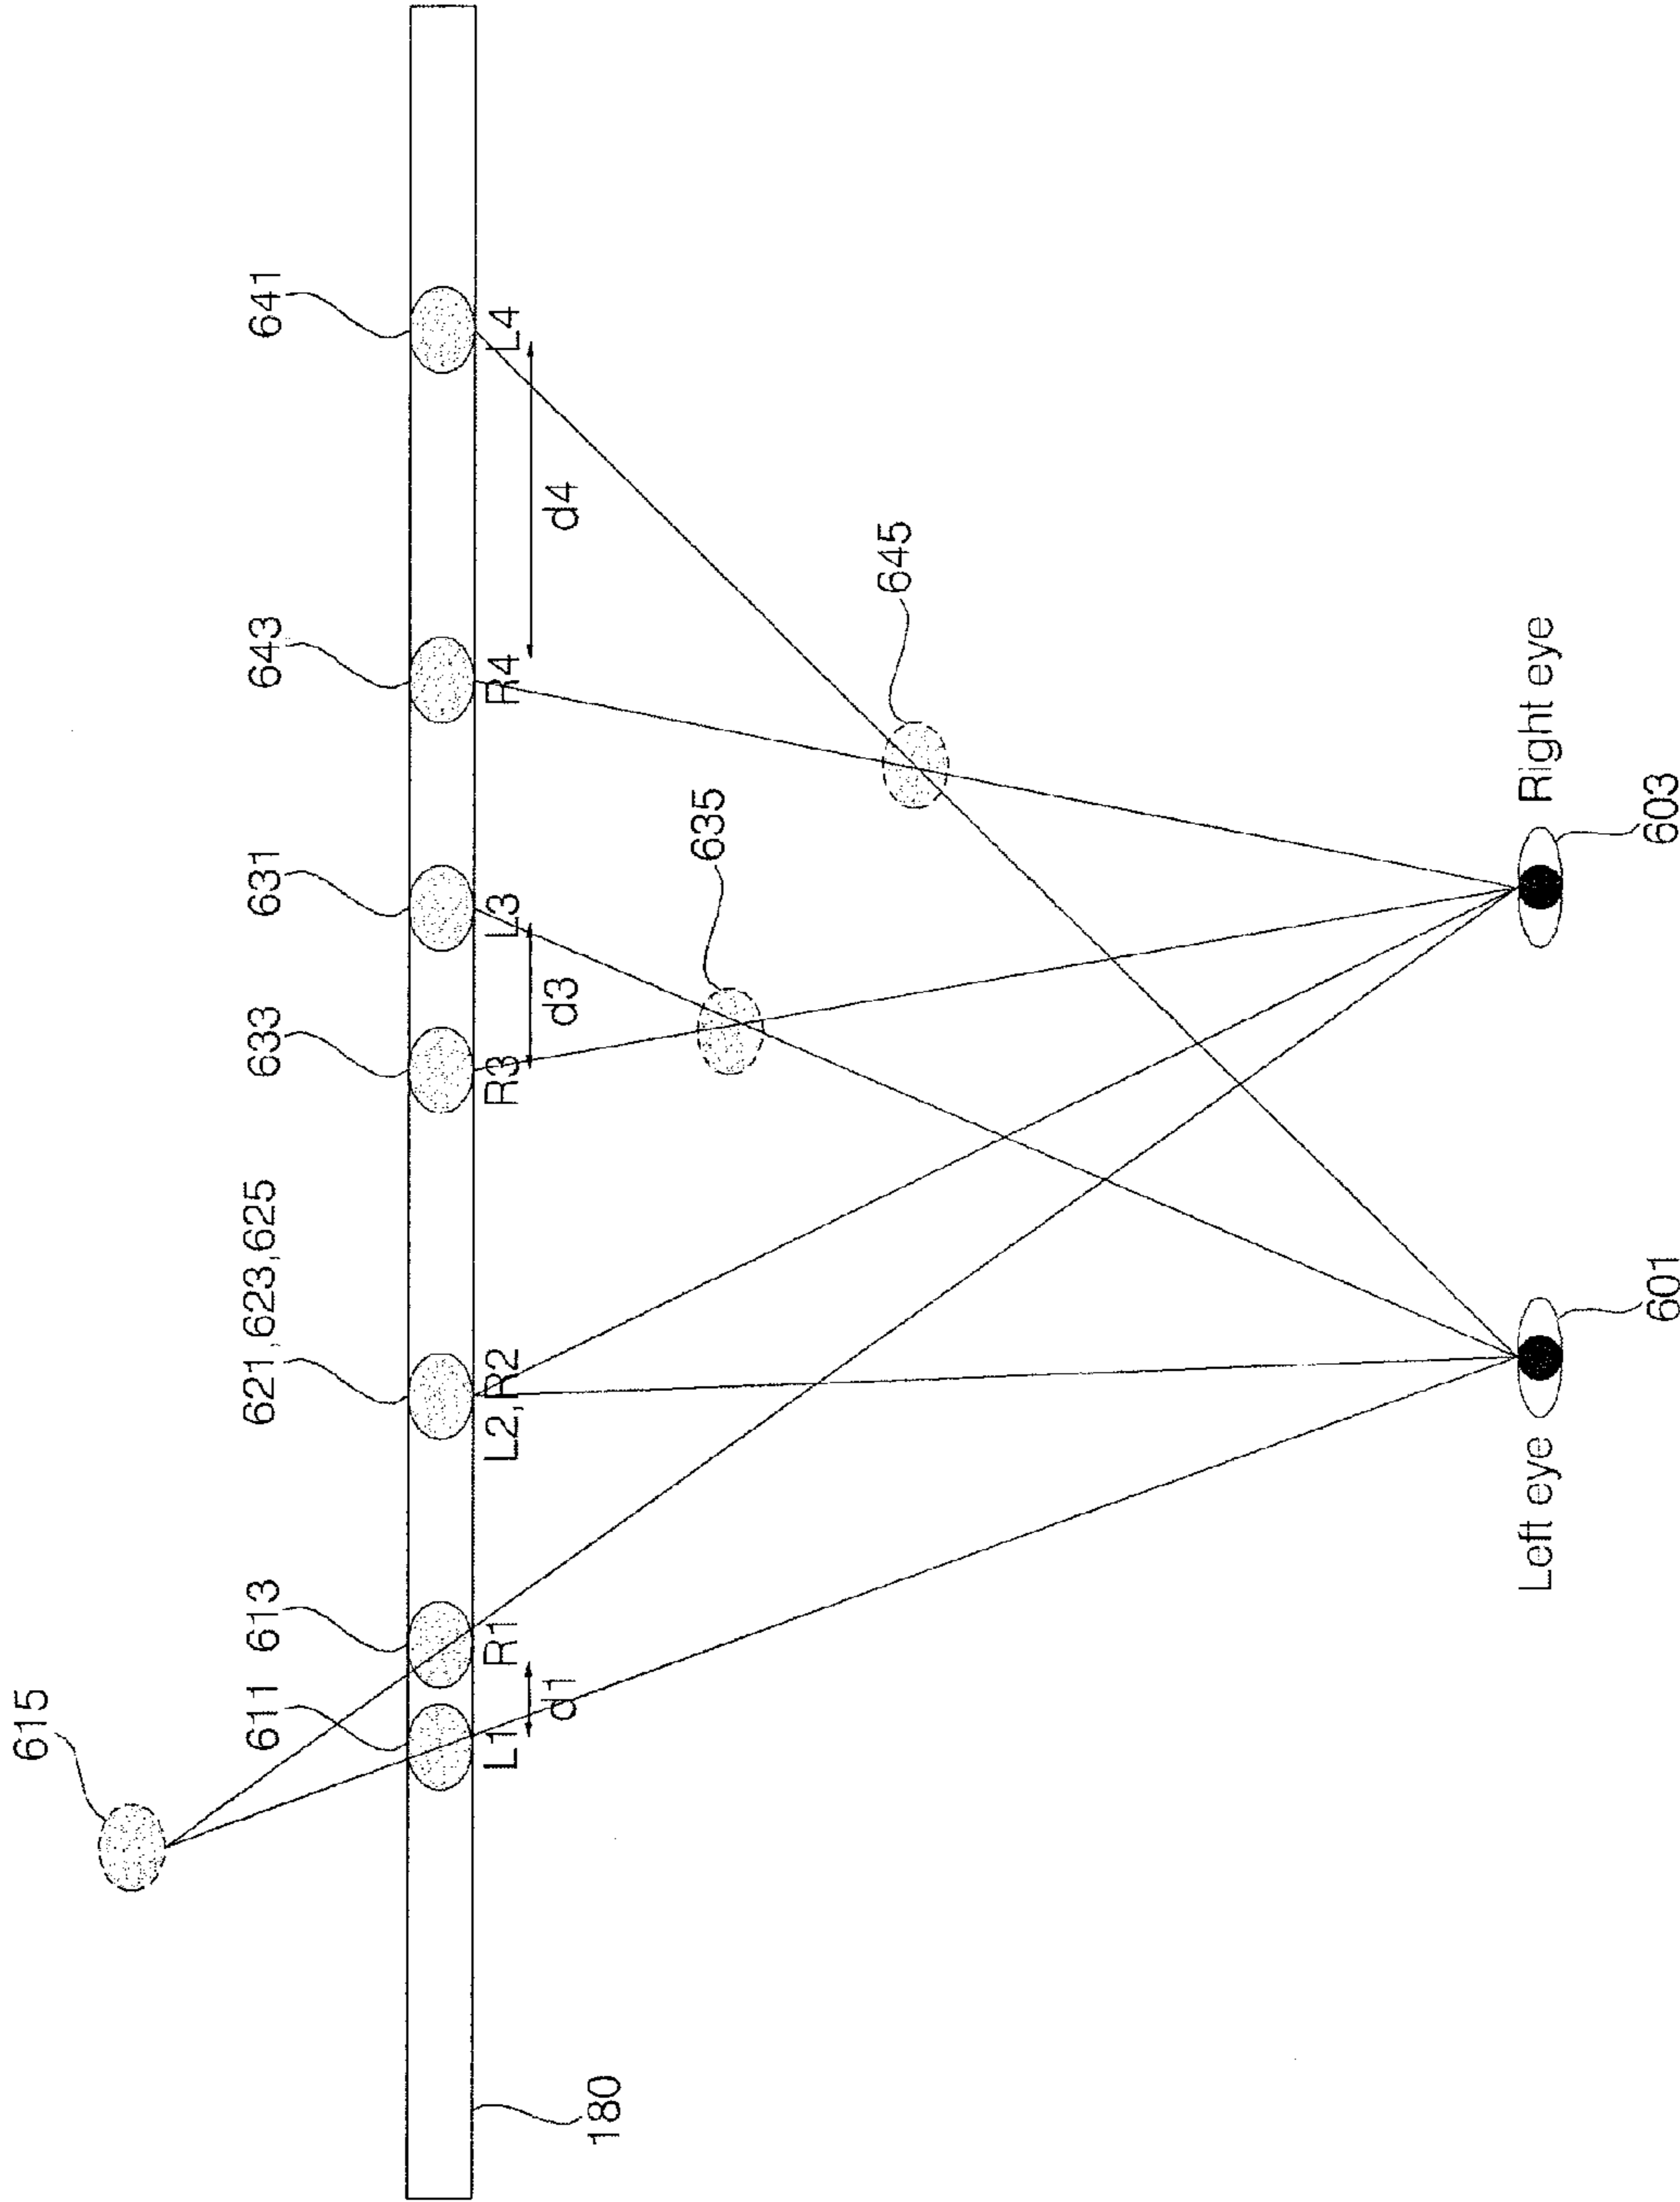 615
611
613
621,623,625
633
631
643
641
L1
R1
L2,R2
R3
L3
R4
L4
d1
d3
d4
180
635
645
Left eye
Right eye
601
603